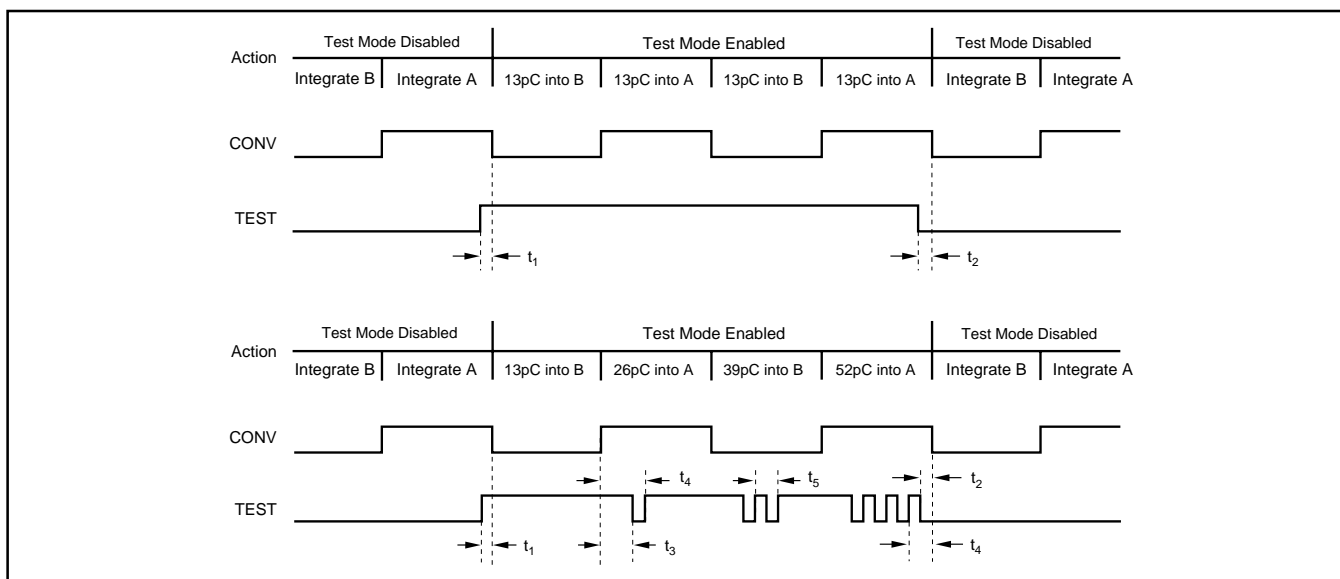 Test Mode Disabled Test Mode Enabled Test Mode Disabled
Action
Integrate B Integrate A 13pC into B 13pC into A 13pC into B 13pC into A Integrate B Integrate A
CONV
TEST
t1 t2
Test Mode Disabled Test Mode Enabled Test Mode Disabled
Action
Integrate B Integrate A 13pC into B 26pC into A 39pC into B 52pC into A Integrate B Integrate A
CONV
t4 t5 t2
TEST
t1 t3 t4